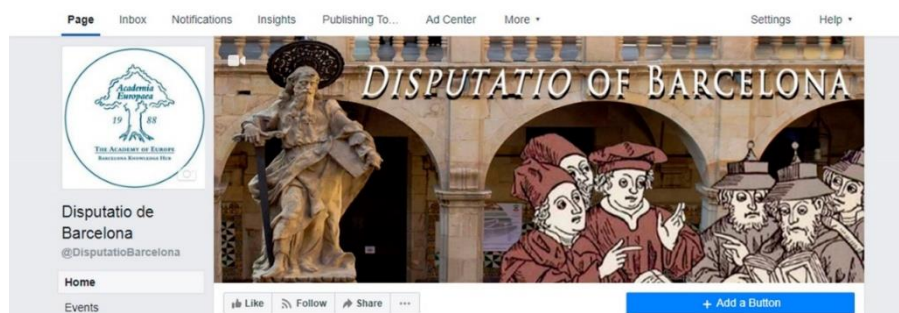 Page Inbox Notifications Insights Publishing To... Ad Center More Settings Help
Academia
Europaea
19 88
THE ACADEMY OF EUROPE
BARCELONA KNOWLEDGE HUB
DISPUTATIO OF BARCELONA
Disputatio de
Barcelona
@DisputatioBarcelona
Home
Events
Like Follow Share ...
+ Add a Button